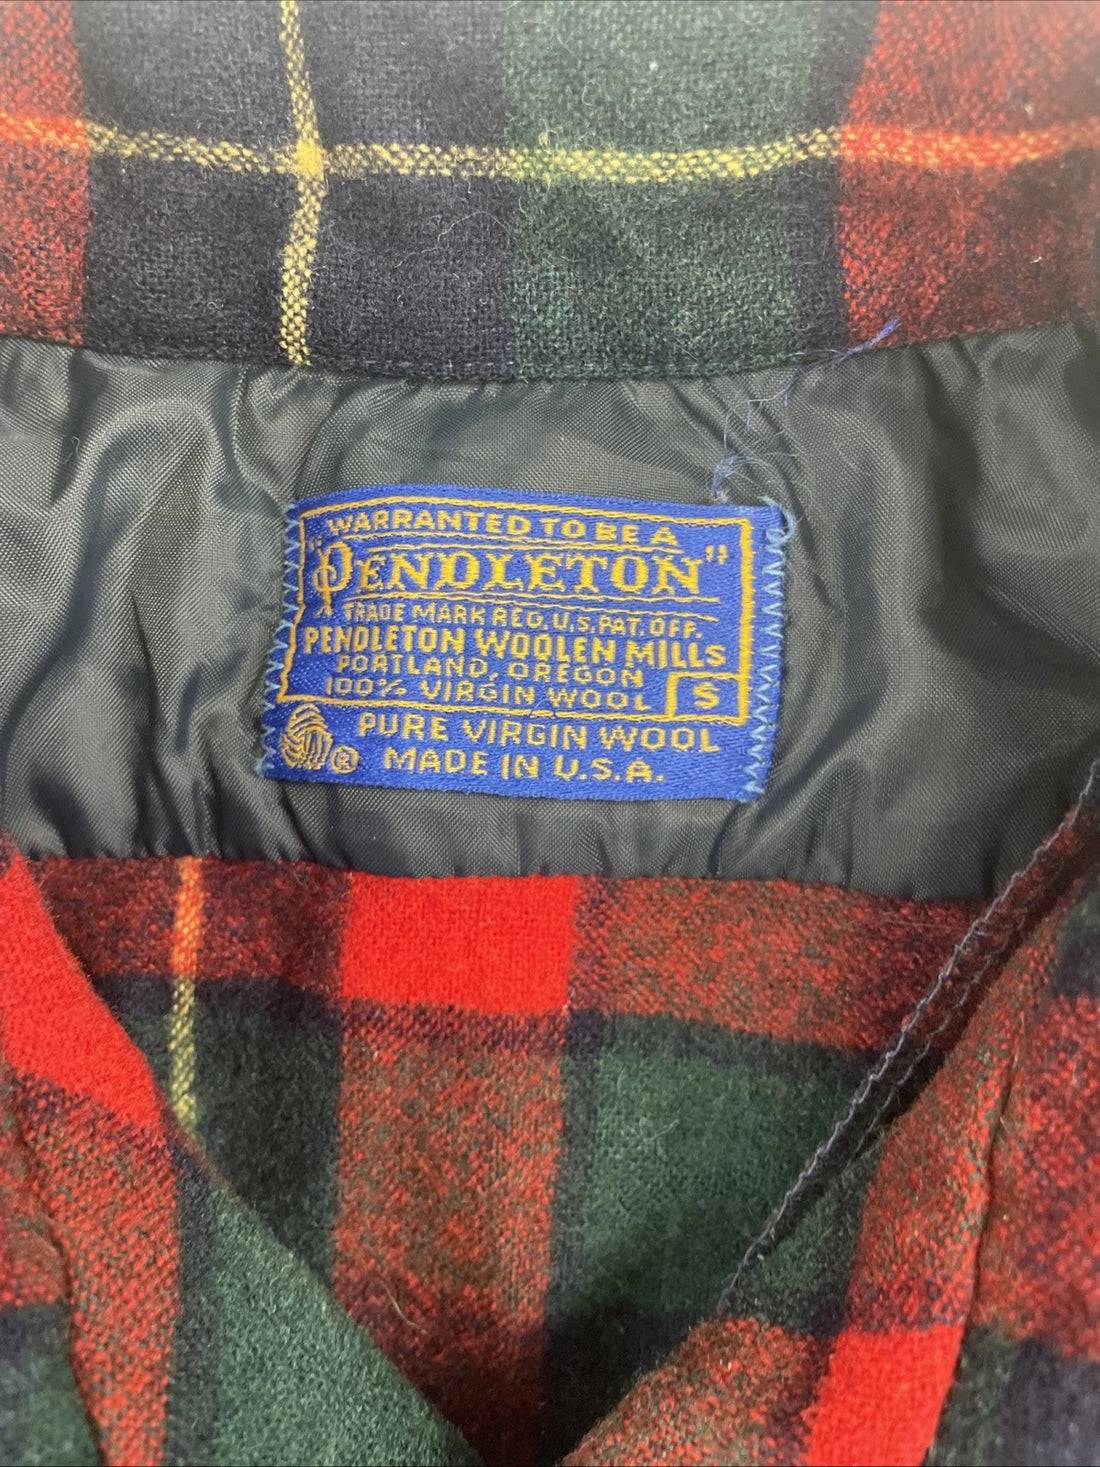 WARRANTED TO BE A
"PENDLETON"
TRADE MARK REG. U.S. PAT. OFF.
PENDLETON WOOLEN MILLS
PORTLAND, OREGON
100% VIRGIN WOOL S
PURE VIRGIN WOOL
® MADE IN U.S.A.